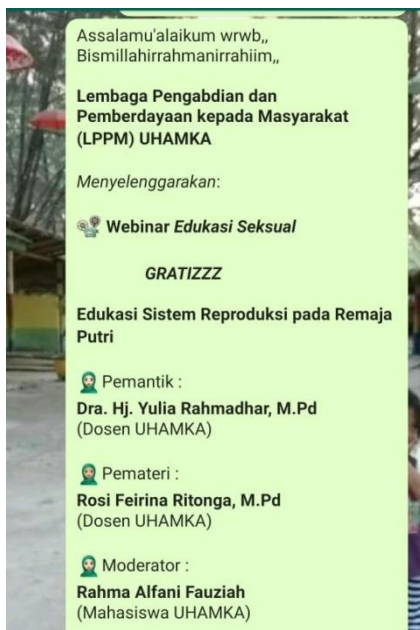 Assalamu'alaikum wrwb,,
Bismillahirrahmanirrahiim,,
Lembaga Pengabdian dan
Pemberdayaan kepada Masyarakat
(LPPM) UHAMKA
Menyelenggarakan:
Webinar Edukasi Seksual
GRATIZZZ
Edukasi Sistem Reproduksi pada Remaja
Putri
Pemantik :
Dra. Hj. Yulia Rahmadhar, M.Pd
(Dosen UHAMKA)
Pemateri :
Rosi Feirina Ritonga, M.Pd
(Dosen UHAMKA)
Moderator :
Rahma Alfani Fauziah
(Mahasiswa UHAMKA)